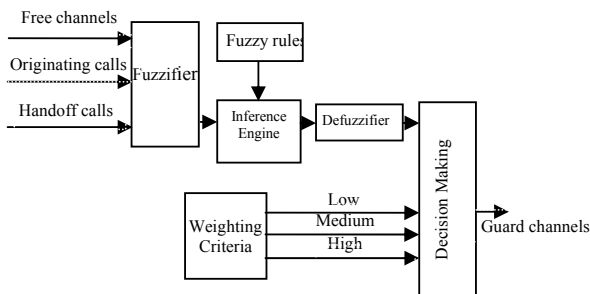 Free channels
Originating calls
Handoff calls
Fuzzifier
Fuzzy rules
Inference
Engine
Defuzzifier
Decision Making
Weighting
Criteria
Low
Medium
High
Guard channels